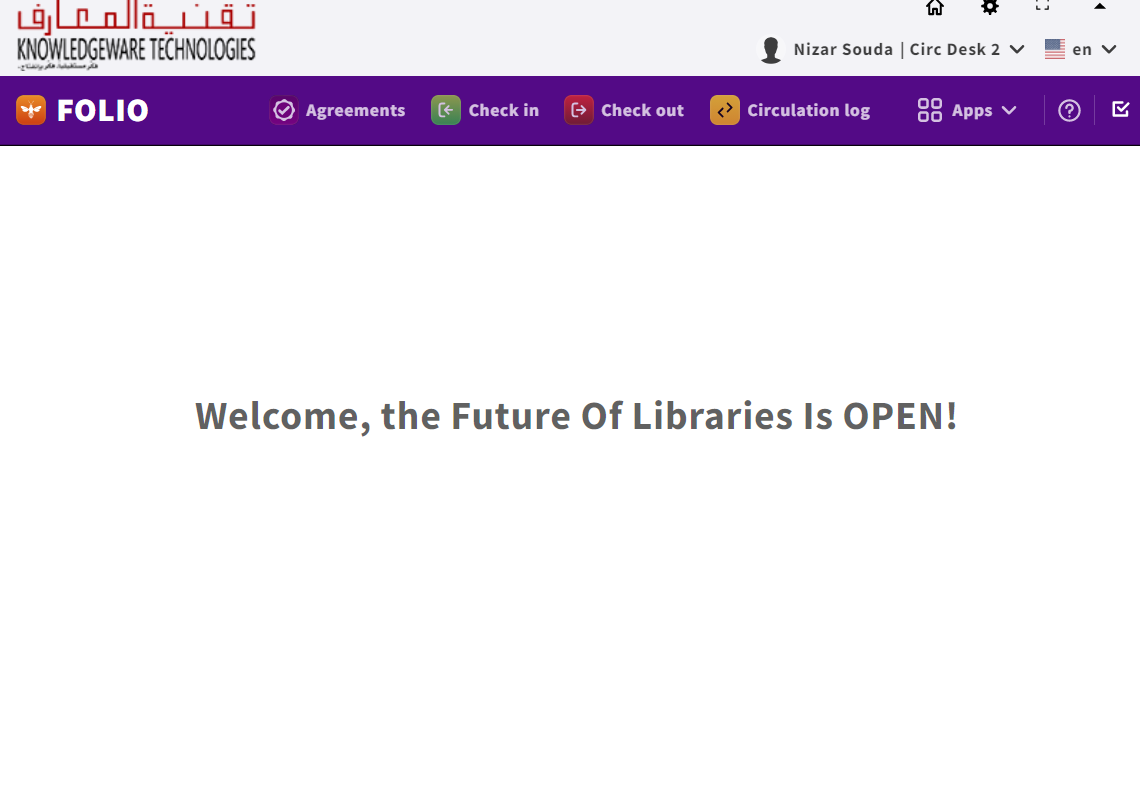 تقنية المعارف
KNOWLEDGEWARE TECHNOLOGIES
Nizar Souda | Circ Desk 2
en
FOLIO
Agreements
Check in
Check out
Circulation log
Apps
Welcome, the Future Of Libraries Is OPEN!